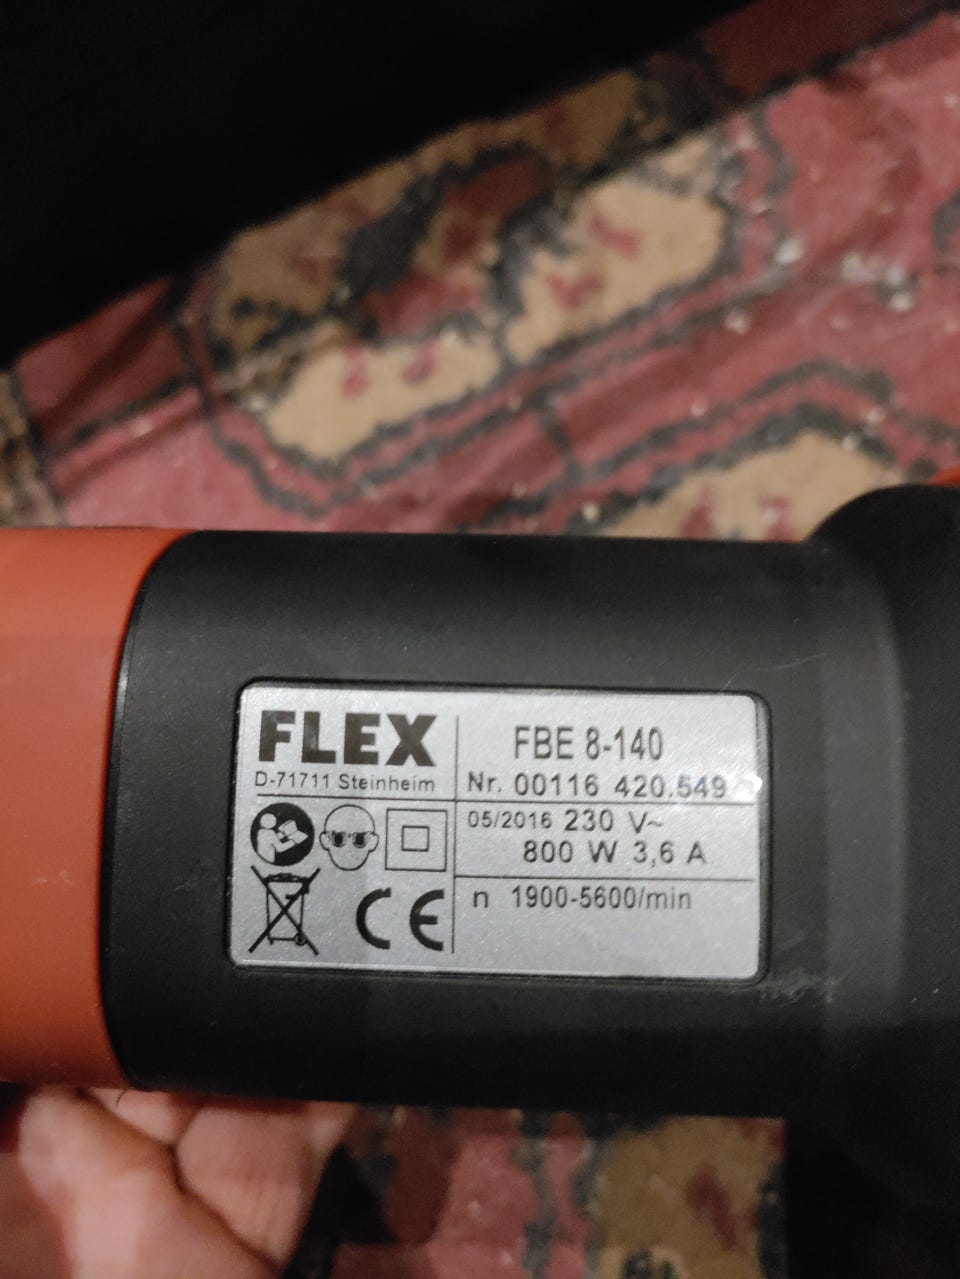 FLEX
D-71711 Steinheim
FBE 8-140
Nr. 00116 420.549
05/2016 230 V~
800 W 3,6 A
n 1900-5600/min
CE